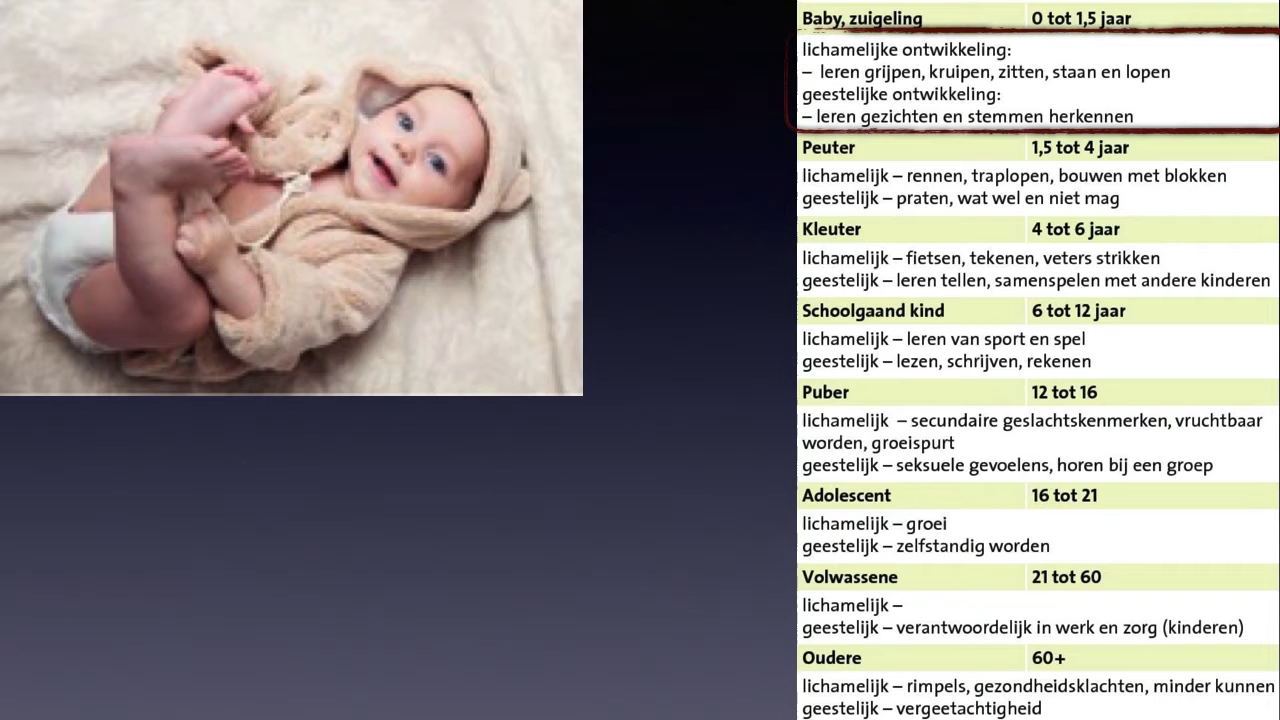 Baby, zuigeling 0 tot 1,5 jaar
lichamelijke ontwikkeling:
– leren grijpen, kruipen, zitten, staan en lopen
geestelijke ontwikkeling:
– leren gezichten en stemmen herkennen
Peuter 1,5 tot 4 jaar
lichamelijk – rennen, traplopen, bouwen met blokken
geestelijk – praten, wat wel en niet mag
Kleuter 4 tot 6 jaar
lichamelijk – fietsen, tekenen, veters strikken
geestelijk – leren tellen, samenspelen met andere kinderen
Schoolgaand kind 6 tot 12 jaar
lichamelijk – leren van sport en spel
geestelijk – lezen, schrijven, rekenen
Puber 12 tot 16
lichamelijk – secundaire geslachtskenmerken, vruchtbaar
worden, groeispurt
geestelijk – seksuele gevoelens, horen bij een groep
Adolescent 16 tot 21
lichamelijk – groei
geestelijk – zelfstandig worden
Volwassene 21 tot 60
lichamelijk –
geestelijk – verantwoordelijk in werk en zorg (kinderen)
Oudere 60+
lichamelijk – rimpels, gezondheidsklachten, minder kunnen
geestelijk – vergeetachtigheid